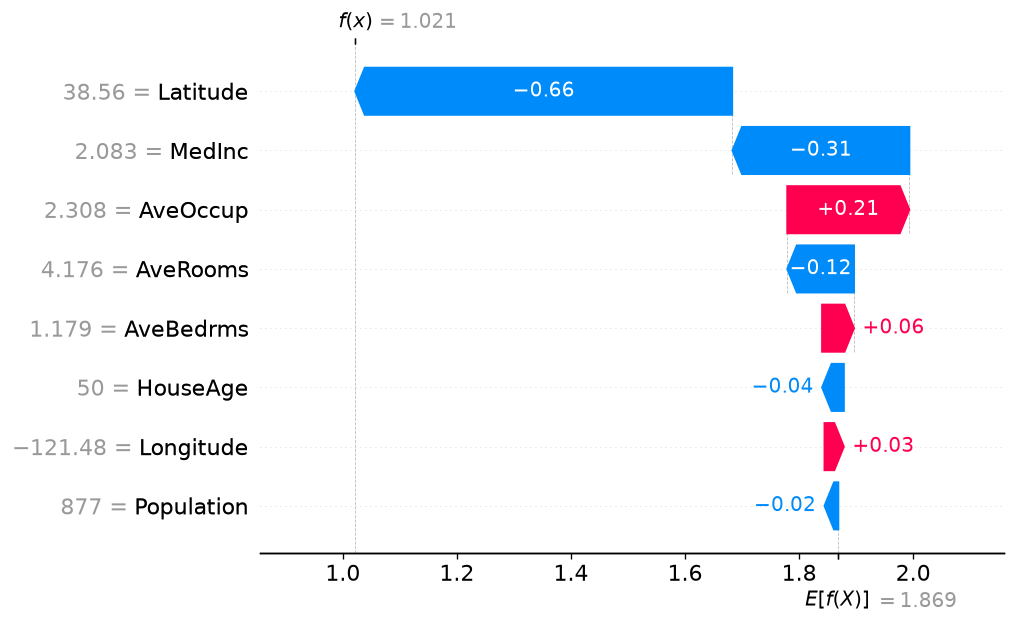 f(x) = 1.021
38.56 = Latitude −0.66
2.083 = MedInc −0.31
2.308 = AveOccup +0.21
4.176 = AveRooms −0.12
1.179 = AveBedrms +0.06
50 = HouseAge −0.04
−121.48 = Longitude +0.03
877 = Population −0.02
1.0 1.2 1.4 1.6 1.8 2.0
E[f(X)] = 1.869